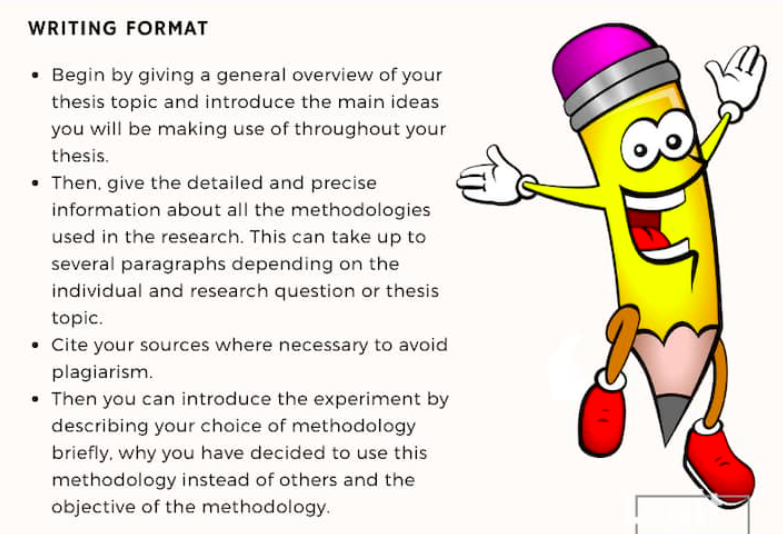 WRITING FORMAT
• Begin by giving a general overview of your
thesis topic and introduce the main ideas
you will be making use of throughout your
thesis.
• Then, give the detailed and precise
information about all the methodologies
used in the research. This can take up to
several paragraphs depending on the
individual and research question or thesis
topic.
• Cite your sources where necessary to avoid
plagiarism.
• Then you can introduce the experiment by
describing your choice of methodology
briefly, why you have decided to use this
methodology instead of others and the
objective of the methodology.